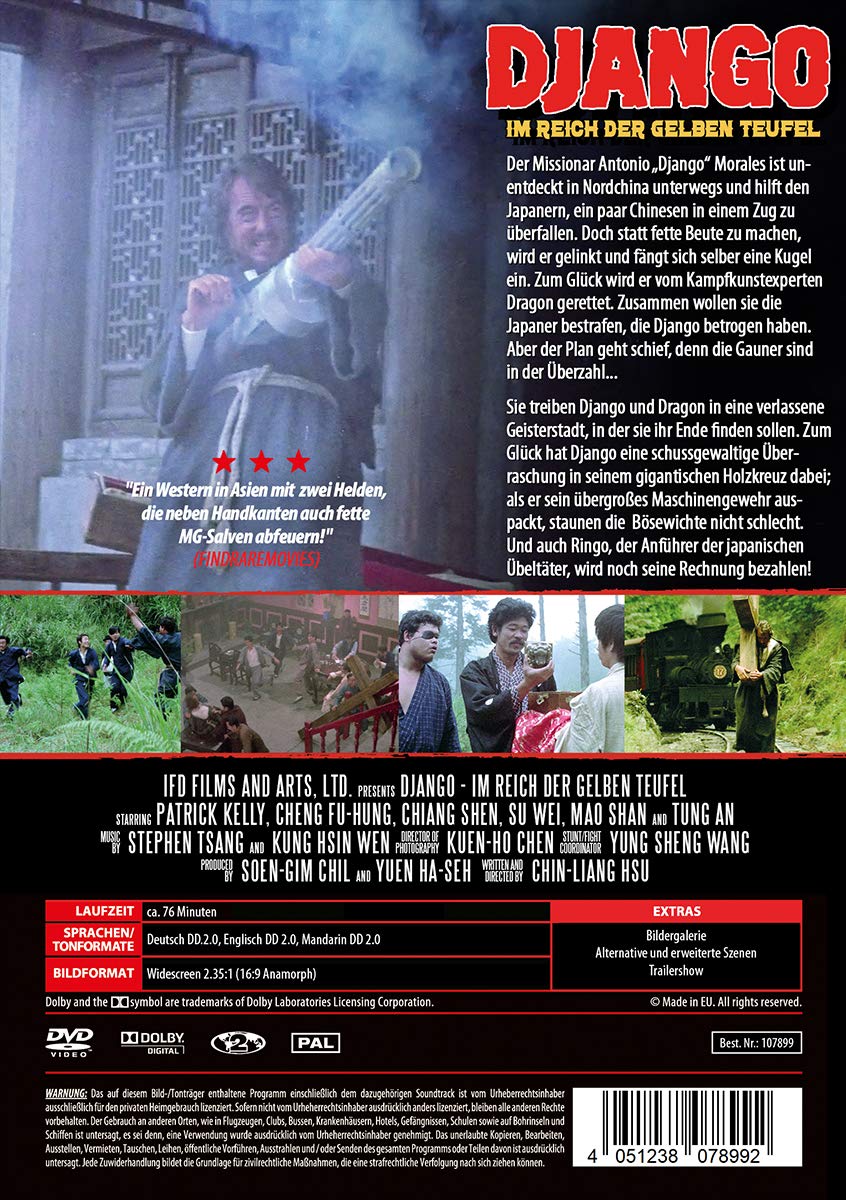 DJANGO
IM REICH DER GELBEN TEUFEL
Der Missionar Antonio „Django“ Morales ist un-
entdeckt in Nordchina unterwegs und hilft den
Japanern, ein paar Chinesen in einem Zug zu
überfallen. Doch statt fette Beute zu machen,
wird er gelinkt und fängt sich selber eine Kugel
ein. Zum Glück wird er vom Kampfkunstexperten
Dragon gerettet. Zusammen wollen sie die
Japaner bestrafen, die Django betrogen haben.
Aber der Plan geht schief, denn die Gauner sind
in der Überzahl...
Sie treiben Django und Dragon in eine verlassene
Geisterstadt, in der sie ihr Ende finden sollen. Zum
Glück hat Django eine schussgewaltige Über-
raschung in seinem gigantischen Holzkreuz dabei;
als er sein übergroßes Maschinengewehr aus-
packt, staunen die Bösewichte nicht schlecht.
Und auch Ringo, der Anführer der japanischen
Übeltäter, wird noch seine Rechnung bezahlen!
"Ein Western in Asien mit zwei Helden,
die neben Handkanten auch fette
MG-Salven abfeuern!"
(FINDRAREMOVIES)
IFD FILMS AND ARTS, LTD. PRESENTS DJANGO - IM REICH DER GELBEN TEUFEL
STARRING PATRICK KELLY, CHENG FU-HUNG, CHIANG SHEN, SU WEI, MAO SHAN AND TUNG AN
MUSIC BY STEPHEN TSANG AND KUNG HSIN WEN DIRECTOR OF PHOTOGRAPHY KUEN-HO CHEN STUNT/FIGHT COORDINATOR YUNG SHENG WANG
PRODUCED BY SOEN-GIM CHIL AND YUEN HA-SEH WRITTEN AND DIRECTED BY CHIN-LIANG HSU
LAUFZEIT ca. 76 Minuten
SPRACHEN/
TONFORMATE Deutsch DD.2.0, Englisch DD 2.0, Mandarin DD 2.0
BILDFORMAT Widescreen 2.35:1 (16:9 Anamorph)
EXTRAS
Bildergalerie
Alternative und erweiterte Szenen
Trailershow
Dolby and the DD symbol are trademarks of Dolby Laboratories Licensing Corporation.
© Made in EU. All rights reserved.
DVD
VIDEO
DOLBY
DIGITAL
2
PAL
Best. Nr.: 107899
WARNUNG: Das auf diesem Bild-/Tonträger enthaltene Programm einschließlich dem dazugehörigen Soundtrack ist vom Urheberrechtsinhaber
ausschließlich für den privaten Heimgebrauch lizenziert. Sofern nicht vom Urheberrechtsinhaber ausdrücklich anders lizenziert, bleiben alle anderen Rechte
vorbehalten. Der Gebrauch an anderen Orten, wie in Flugzeugen, Clubs, Bussen, Krankenhäusern, Hotels, Gefängnissen, Schulen sowie auf Bohrinseln und
Schiffen ist untersagt, es sei denn, eine Verwendung wurde ausdrücklich vom Urheberrechtsinhaber genehmigt. Das unerlaubte Kopieren, Bearbeiten,
Ausstellen, Vermieten, Tauschen, Leihen, öffentliche Vorführen, Ausstrahlen und / oder Senden des gesamten Programms oder Teilen davon ist ausdrücklich
untersagt. Jede Zuwiderhandlung bildet die Grundlage für zivilrechtliche Maßnahmen, die eine strafrechtliche Verfolgung nach sich ziehen können.
4 051238 078992